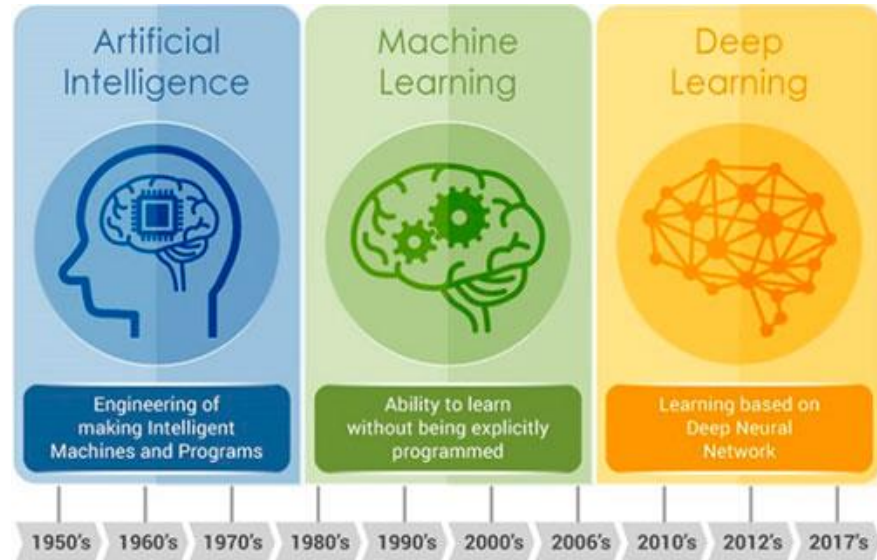 Artificial
Intelligence
Machine
Learning
Deep
Learning
Engineering of
making Intelligent
Machines and Programs
Ability to learn
without being explicitly
programmed
Learning based on
Deep Neural
Network
1950's 1960's 1970's 1980's 1990's 2000's 2006's 2010's 2012's 2017's